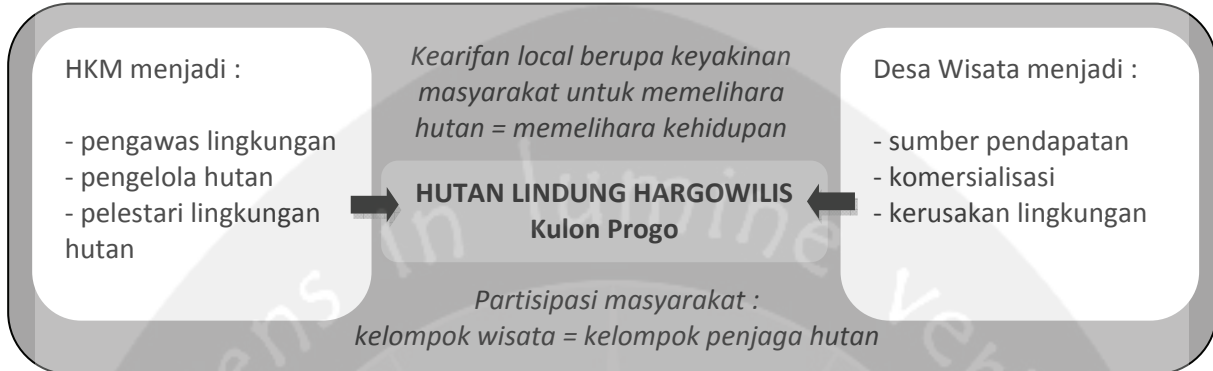 HKM menjadi :
- pengawas lingkungan
- pengelola hutan
- pelestari lingkungan
hutan
Kearifan local berupa keyakinan
masyarakat untuk memelihara
hutan = memelihara kehidupan
HUTAN LINDUNG HARGOWILIS
Kulon Progo
Partisipasi masyarakat :
kelompok wisata = kelompok penjaga hutan
Desa Wisata menjadi :
- sumber pendapatan
- komersialisasi
- kerusakan lingkungan
in lumine